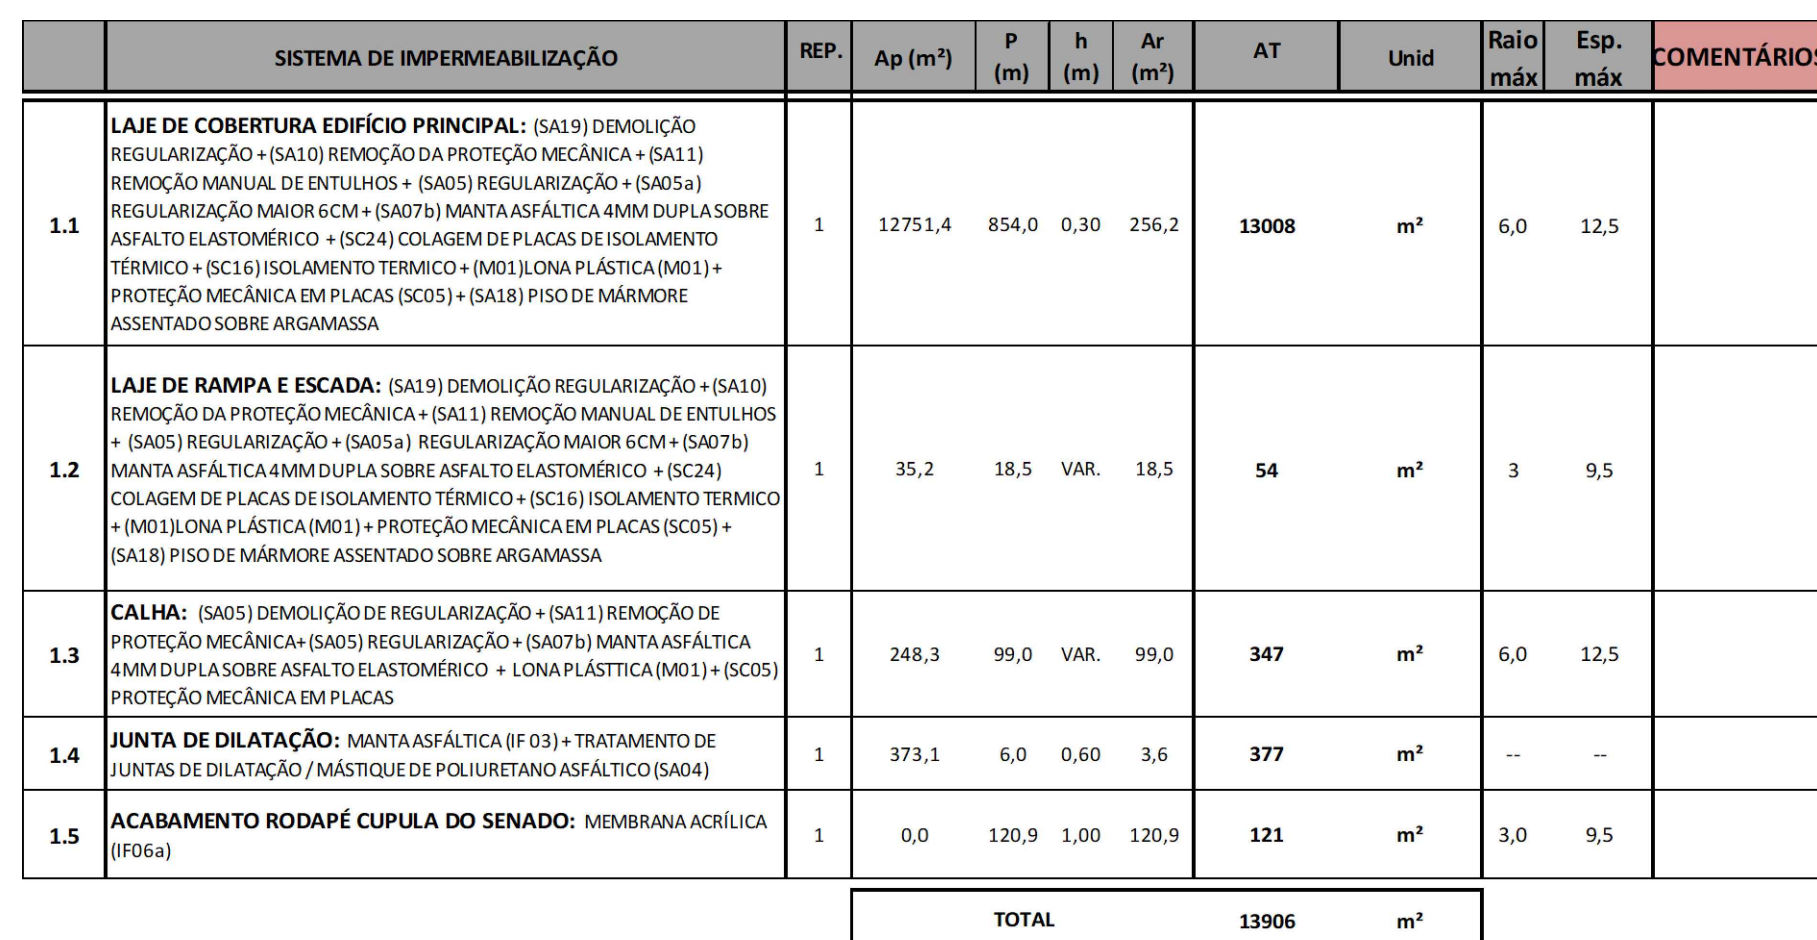 SISTEMA DE IMPERMEABILIZAÇÃO REP. Ap (m²) P (m) h (m) Ar (m²) AT Unid Raio máx Esp. máx COMENTÁRIOS
1.1
LAJE DE COBERTURA EDIFÍCIO PRINCIPAL: (SA19) DEMOLIÇÃO
REGULARIZAÇÃO + (SA10) REMOÇÃO DA PROTEÇÃO MECÂNICA + (SA11)
REMOÇÃO MANUAL DE ENTULHOS + (SA05) REGULARIZAÇÃO + (SA05a)
REGULARIZAÇÃO MAIOR 6CM + (SA07b) MANTA ASFÁLTICA 4MM DUPLA SOBRE
ASFALTO ELASTOMÉRICO + (SC24) COLAGEM DE PLACAS DE ISOLAMENTO
TÉRMICO + (SC16) ISOLAMENTO TERMICO + (M01)LONA PLÁSTICA (M01) +
PROTEÇÃO MECÂNICA EM PLACAS (SC05) + (SA18) PISO DE MÁRMORE
ASSENTADO SOBRE ARGAMASSA
1 12751,4 854,0 0,30 256,2 13008 m² 6,0 12,5
1.2
LAJE DE RAMPA E ESCADA: (SA19) DEMOLIÇÃO REGULARIZAÇÃO + (SA10)
REMOÇÃO DA PROTEÇÃO MECÂNICA + (SA11) REMOÇÃO MANUAL DE ENTULHOS
+ (SA05) REGULARIZAÇÃO + (SA05a) REGULARIZAÇÃO MAIOR 6CM + (SA07b)
MANTA ASFÁLTICA 4MM DUPLA SOBRE ASFALTO ELASTOMÉRICO + (SC24)
COLAGEM DE PLACAS DE ISOLAMENTO TÉRMICO + (SC16) ISOLAMENTO TERMICO
+ (M01)LONA PLÁSTICA (M01) + PROTEÇÃO MECÂNICA EM PLACAS (SC05) +
(SA18) PISO DE MÁRMORE ASSENTADO SOBRE ARGAMASSA
1 35,2 18,5 VAR. 18,5 54 m² 3 9,5
1.3
CALHA: (SA05) DEMOLIÇÃO DE REGULARIZAÇÃO + (SA11) REMOÇÃO DE
PROTEÇÃO MECÂNICA+ (SA05) REGULARIZAÇÃO + (SA07b) MANTA ASFÁLTICA
4MM DUPLA SOBRE ASFALTO ELASTOMÉRICO + LONA PLÁSTTICA (M01) + (SC05)
PROTEÇÃO MECÂNICA EM PLACAS
1 248,3 99,0 VAR. 99,0 347 m² 6,0 12,5
1.4
JUNTA DE DILATAÇÃO: MANTA ASFÁLTICA (IF 03) + TRATAMENTO DE
JUNTAS DE DILATAÇÃO / MÁSTIQUE DE POLIURETANO ASFÁLTICO (SA04)
1 373,1 6,0 0,60 3,6 377 m² -- --
1.5
ACABAMENTO RODAPÉ CUPULA DO SENADO: MEMBRANA ACRÍLICA
(IF06a)
1 0,0 120,9 1,00 120,9 121 m² 3,0 9,5
TOTAL 13906 m²